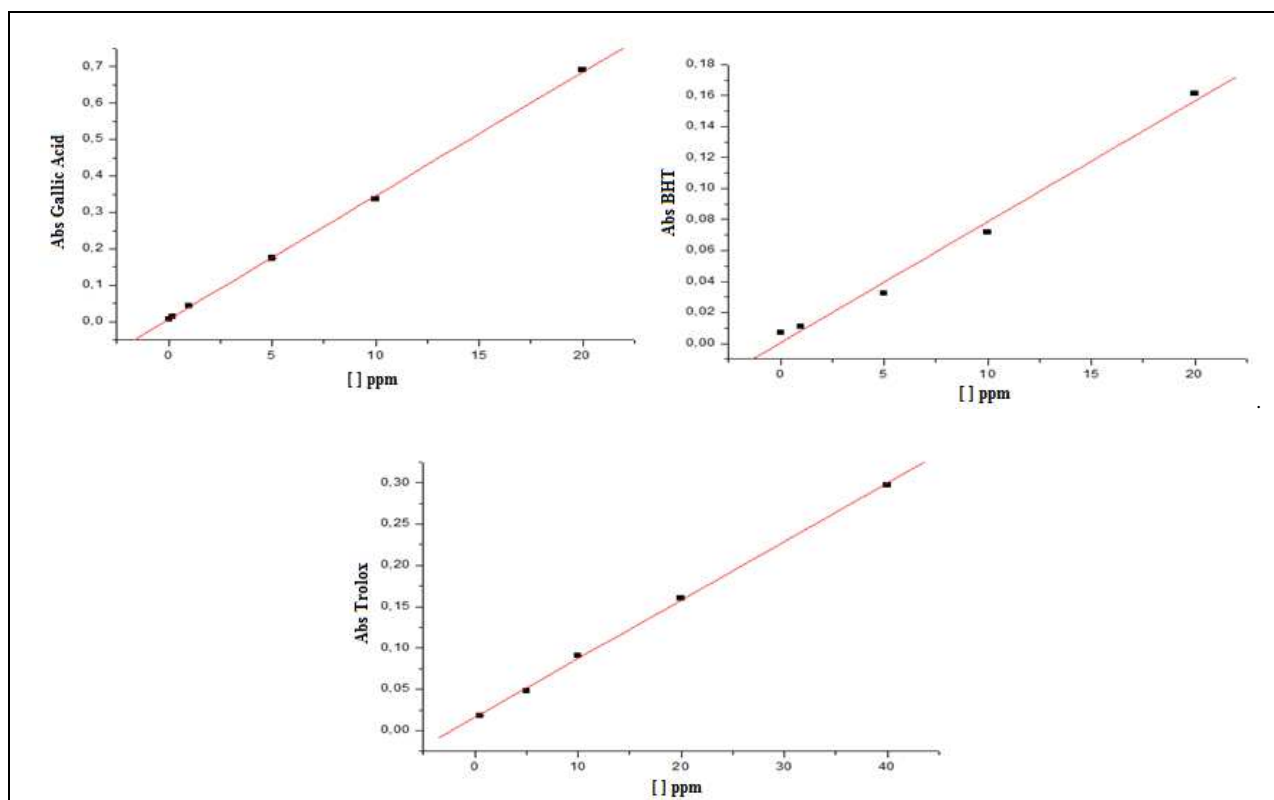 0,7
0,6
0,5
0,4
0,3
0,2
0,1
0,0
Abs Gallic Acid
0 5 10 15 20
[ ] ppm
0,18
0,16
0,14
0,12
0,10
0,08
0,06
0,04
0,02
0,00
Abs BHT
0 5 10 15 20
[ ] ppm
.
0,30
0,25
0,20
0,15
0,10
0,05
0,00
Abs Trolox
0 10 20 30 40
[ ] ppm